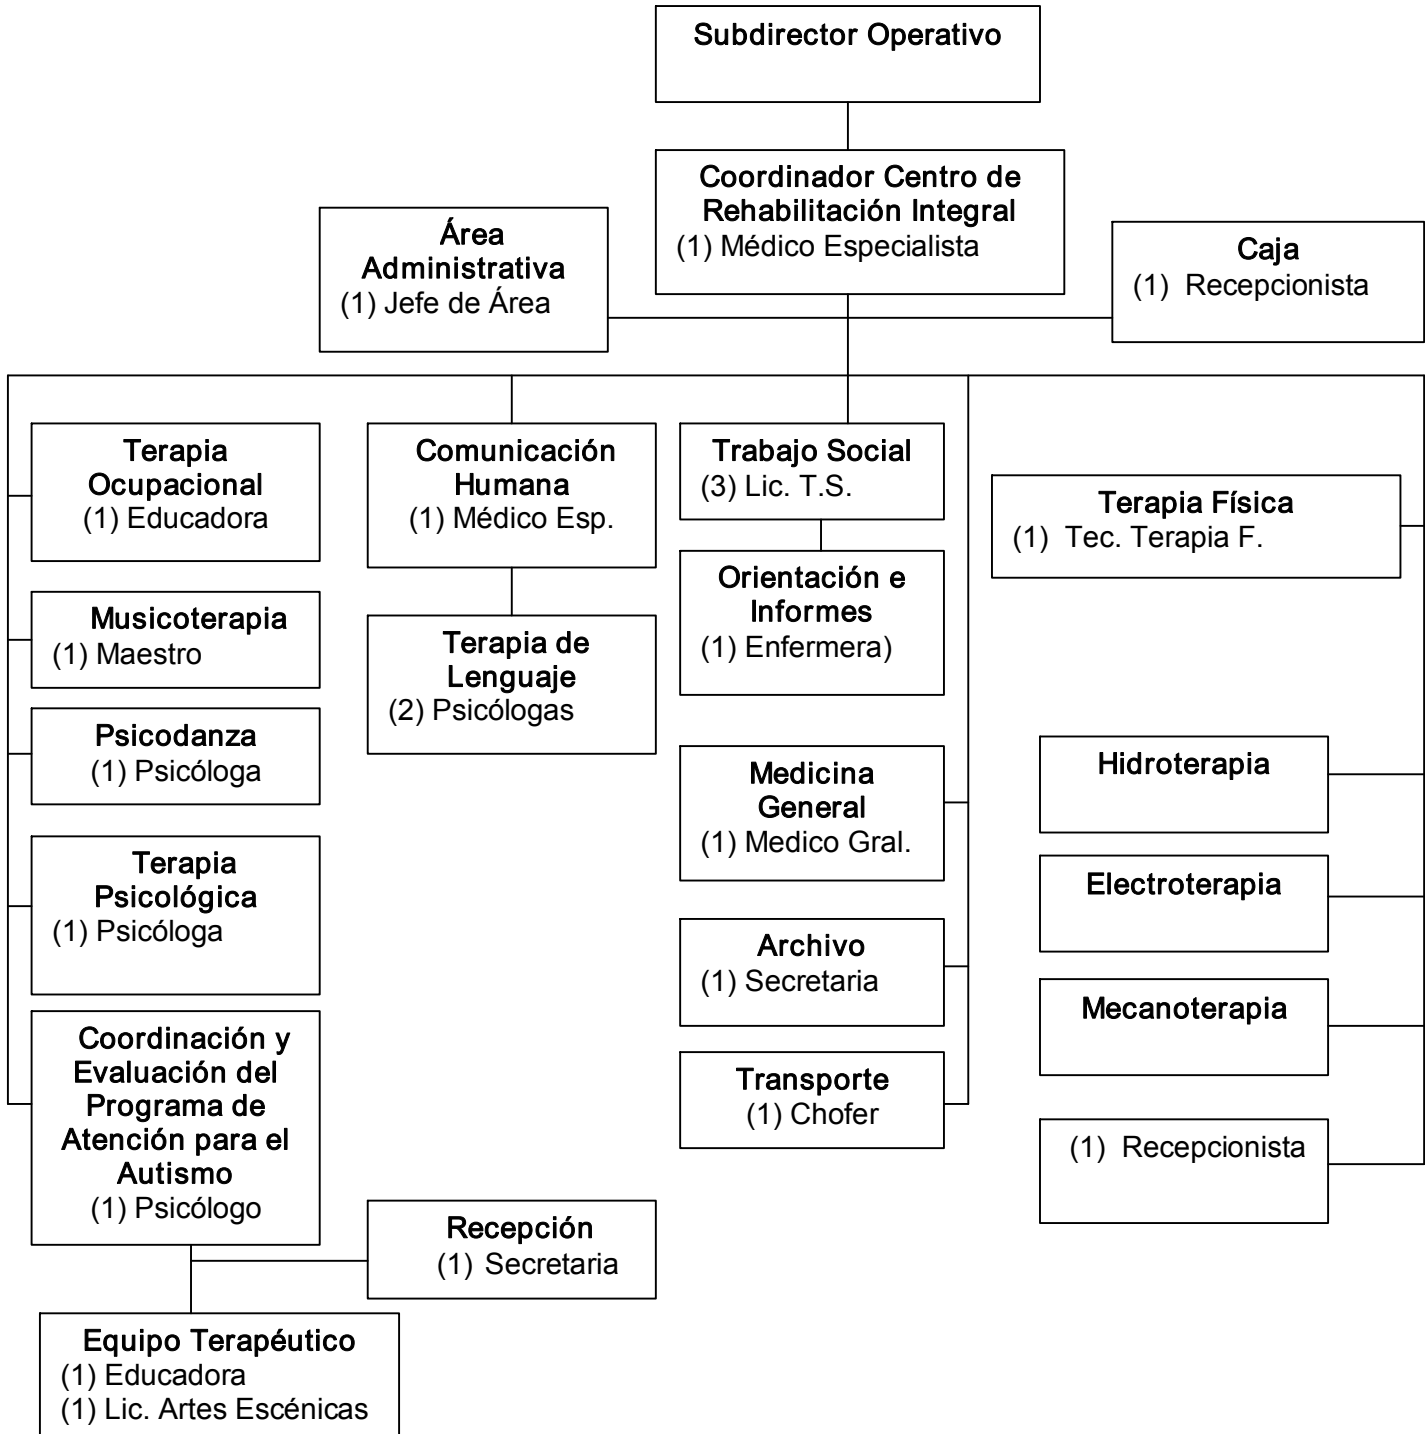 Subdirector Operativo
Coordinador Centro de
Rehabilitación Integral
(1) Médico Especialista
Área
Administrativa
(1) Jefe de Área
Caja
(1) Recepcionista
Terapia
Ocupacional
(1) Educadora
Musicoterapia
(1) Maestro
Psicodanza
(1) Psicóloga
Terapia
Psicológica
(1) Psicóloga
Coordinación y
Evaluación del
Programa de
Atención para el
Autismo
(1) Psicólogo
Recepción
(1) Secretaria
Equipo Terapéutico
(1) Educadora
(1) Lic. Artes Escénicas
Comunicación
Humana
(1) Médico Esp.
Terapia de
Lenguaje
(2) Psicólogas
Trabajo Social
(3) Lic. T.S.
Orientación e
Informes
(1) Enfermera)
Medicina
General
(1) Medico Gral.
Archivo
(1) Secretaria
Transporte
(1) Chofer
Terapia Física
(1) Tec. Terapia F.
Hidroterapia
Electroterapia
Mecanoterapia
(1) Recepcionista